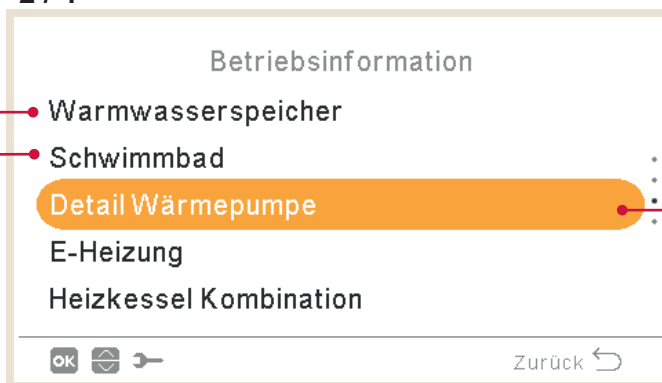 Betriebsinformation
Warmwasserspeicher
Schwimmbad
Detail Wärmepumpe
E-Heizung
Heizkessel Kombination
OK Zurück